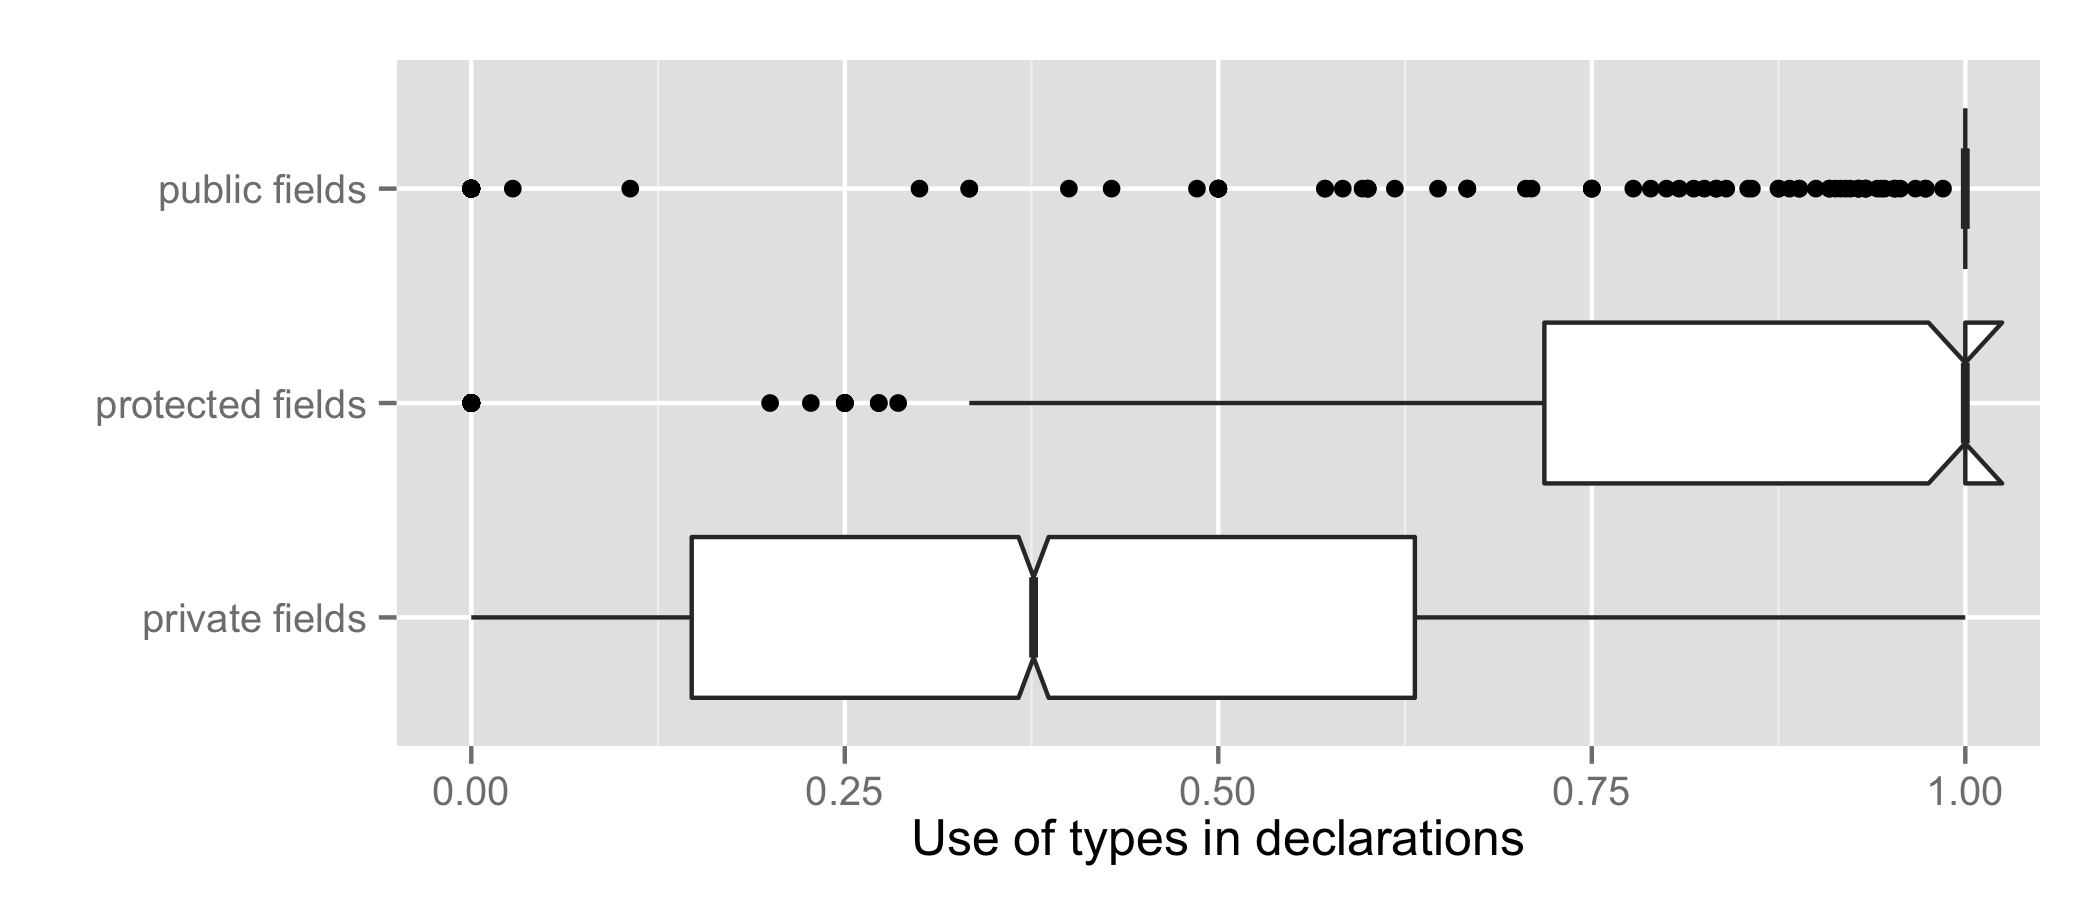 public fields
protected fields
private fields
0.00 0.25 0.50 0.75 1.00
Use of types in declarations